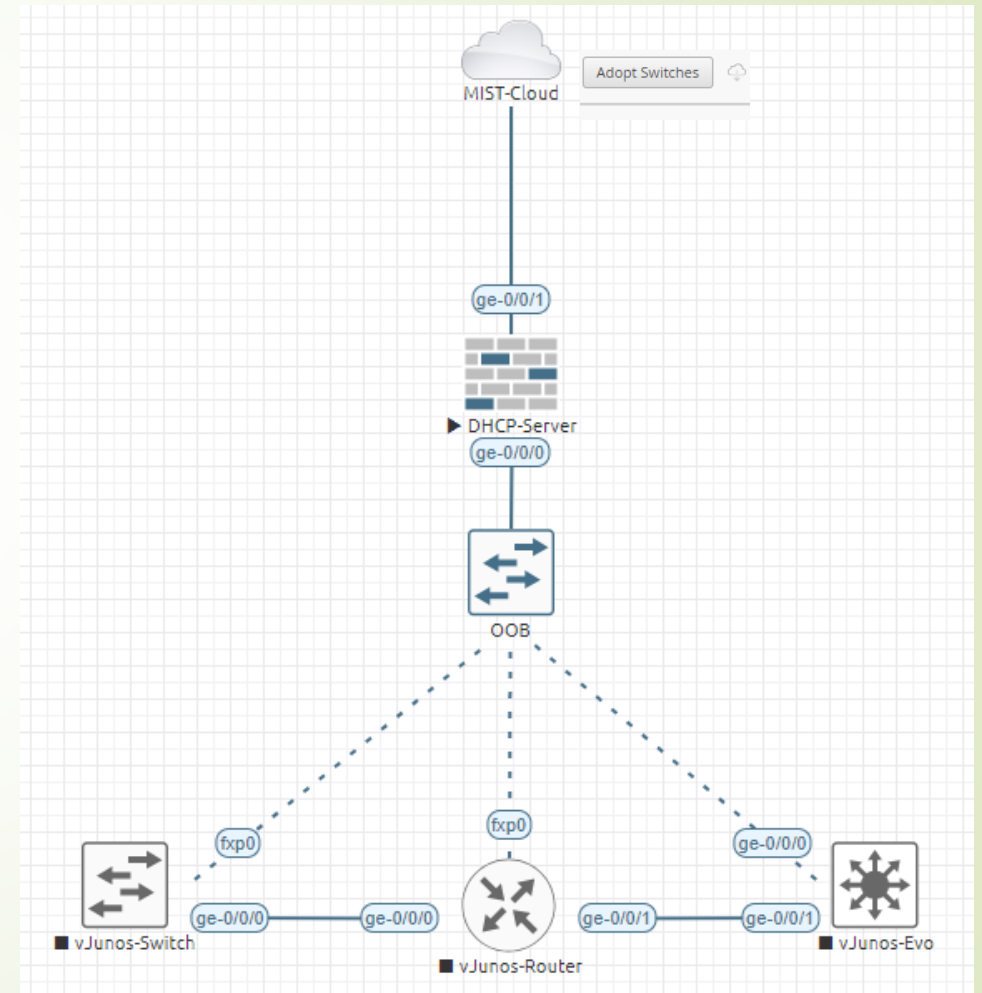 Adopt Switches
MIST-Cloud
ge-0/0/1
DHCP-Server
ge-0/0/0
OOB
fxp0
fxp0
ge-0/0/0
ge-0/0/0
ge-0/0/0
ge-0/0/1
ge-0/0/1
vJunos-Switch
vJunos-Evo
vJunos-Router